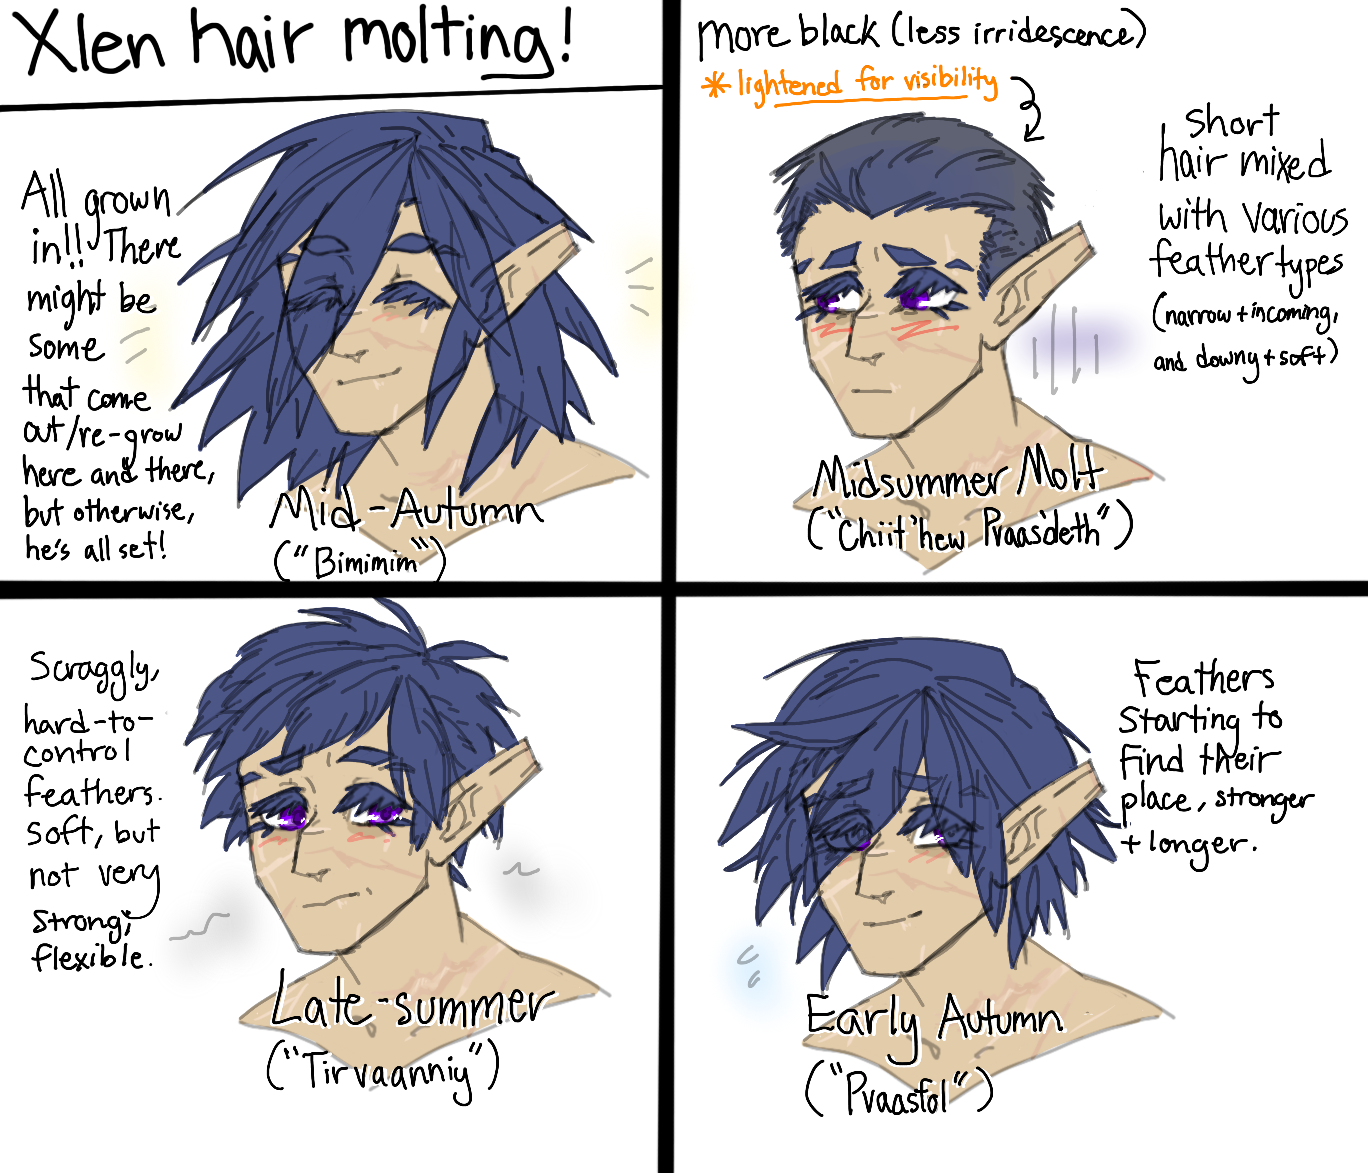 Xlen hair molting!
All grown
in!! There
might be
some
that come
out/re-grow
here and there,
but otherwise,
he's all set!
Mid-Autumn
("Bimimim")
more black (less irridescence)
* lightened for visibility
short
hair mixed
with various
feather types
(narrow + incoming,
and downy + soft)
Midsummer Molt
("Chiit'hew Pvaas'deth")
Scraggly,
hard-to-
control
feathers.
Soft, but
not very
strong,
flexible.
Late-summer
("Tirvaanniy")
Feathers
starting to
find their
place, stronger
+ longer.
Early Autumn
("Pvaasfol")